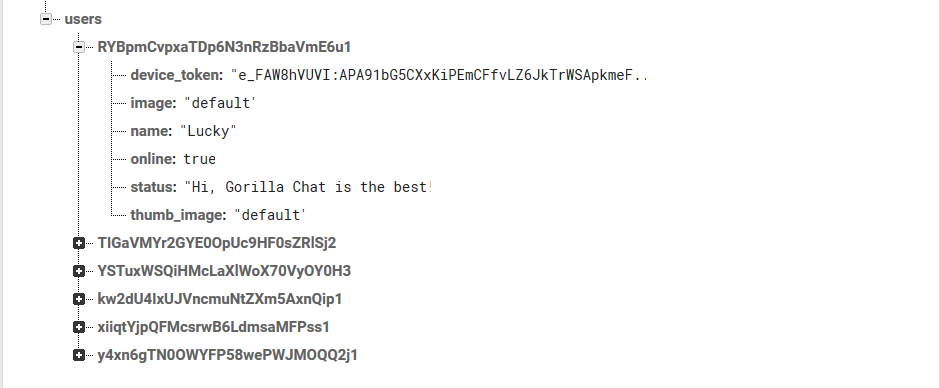 users
RYBpmCvpxaTDp6N3nRzBbaVmE6u1
device_token: "e_FAW8hVUVI:APA91bG5CXxKiPEmCFfvLZ6JkTrWSApkmeF..
image: "default"
name: "Lucky"
online: true
status: "Hi, Gorilla Chat is the best!
thumb_image: "default"
TIGaVMYr2GYE0OpUc9HF0sZRlSj2
YSTuxWSQiHMcLaXlWoX70VyOY0H3
kw2dU4IxUJVncmuNtZXm5AxnQip1
xiiqtYjpQFMcsrwB6LdmsaMFPss1
y4xn6gTN0OWYFP58wePWJMOQQ2j1